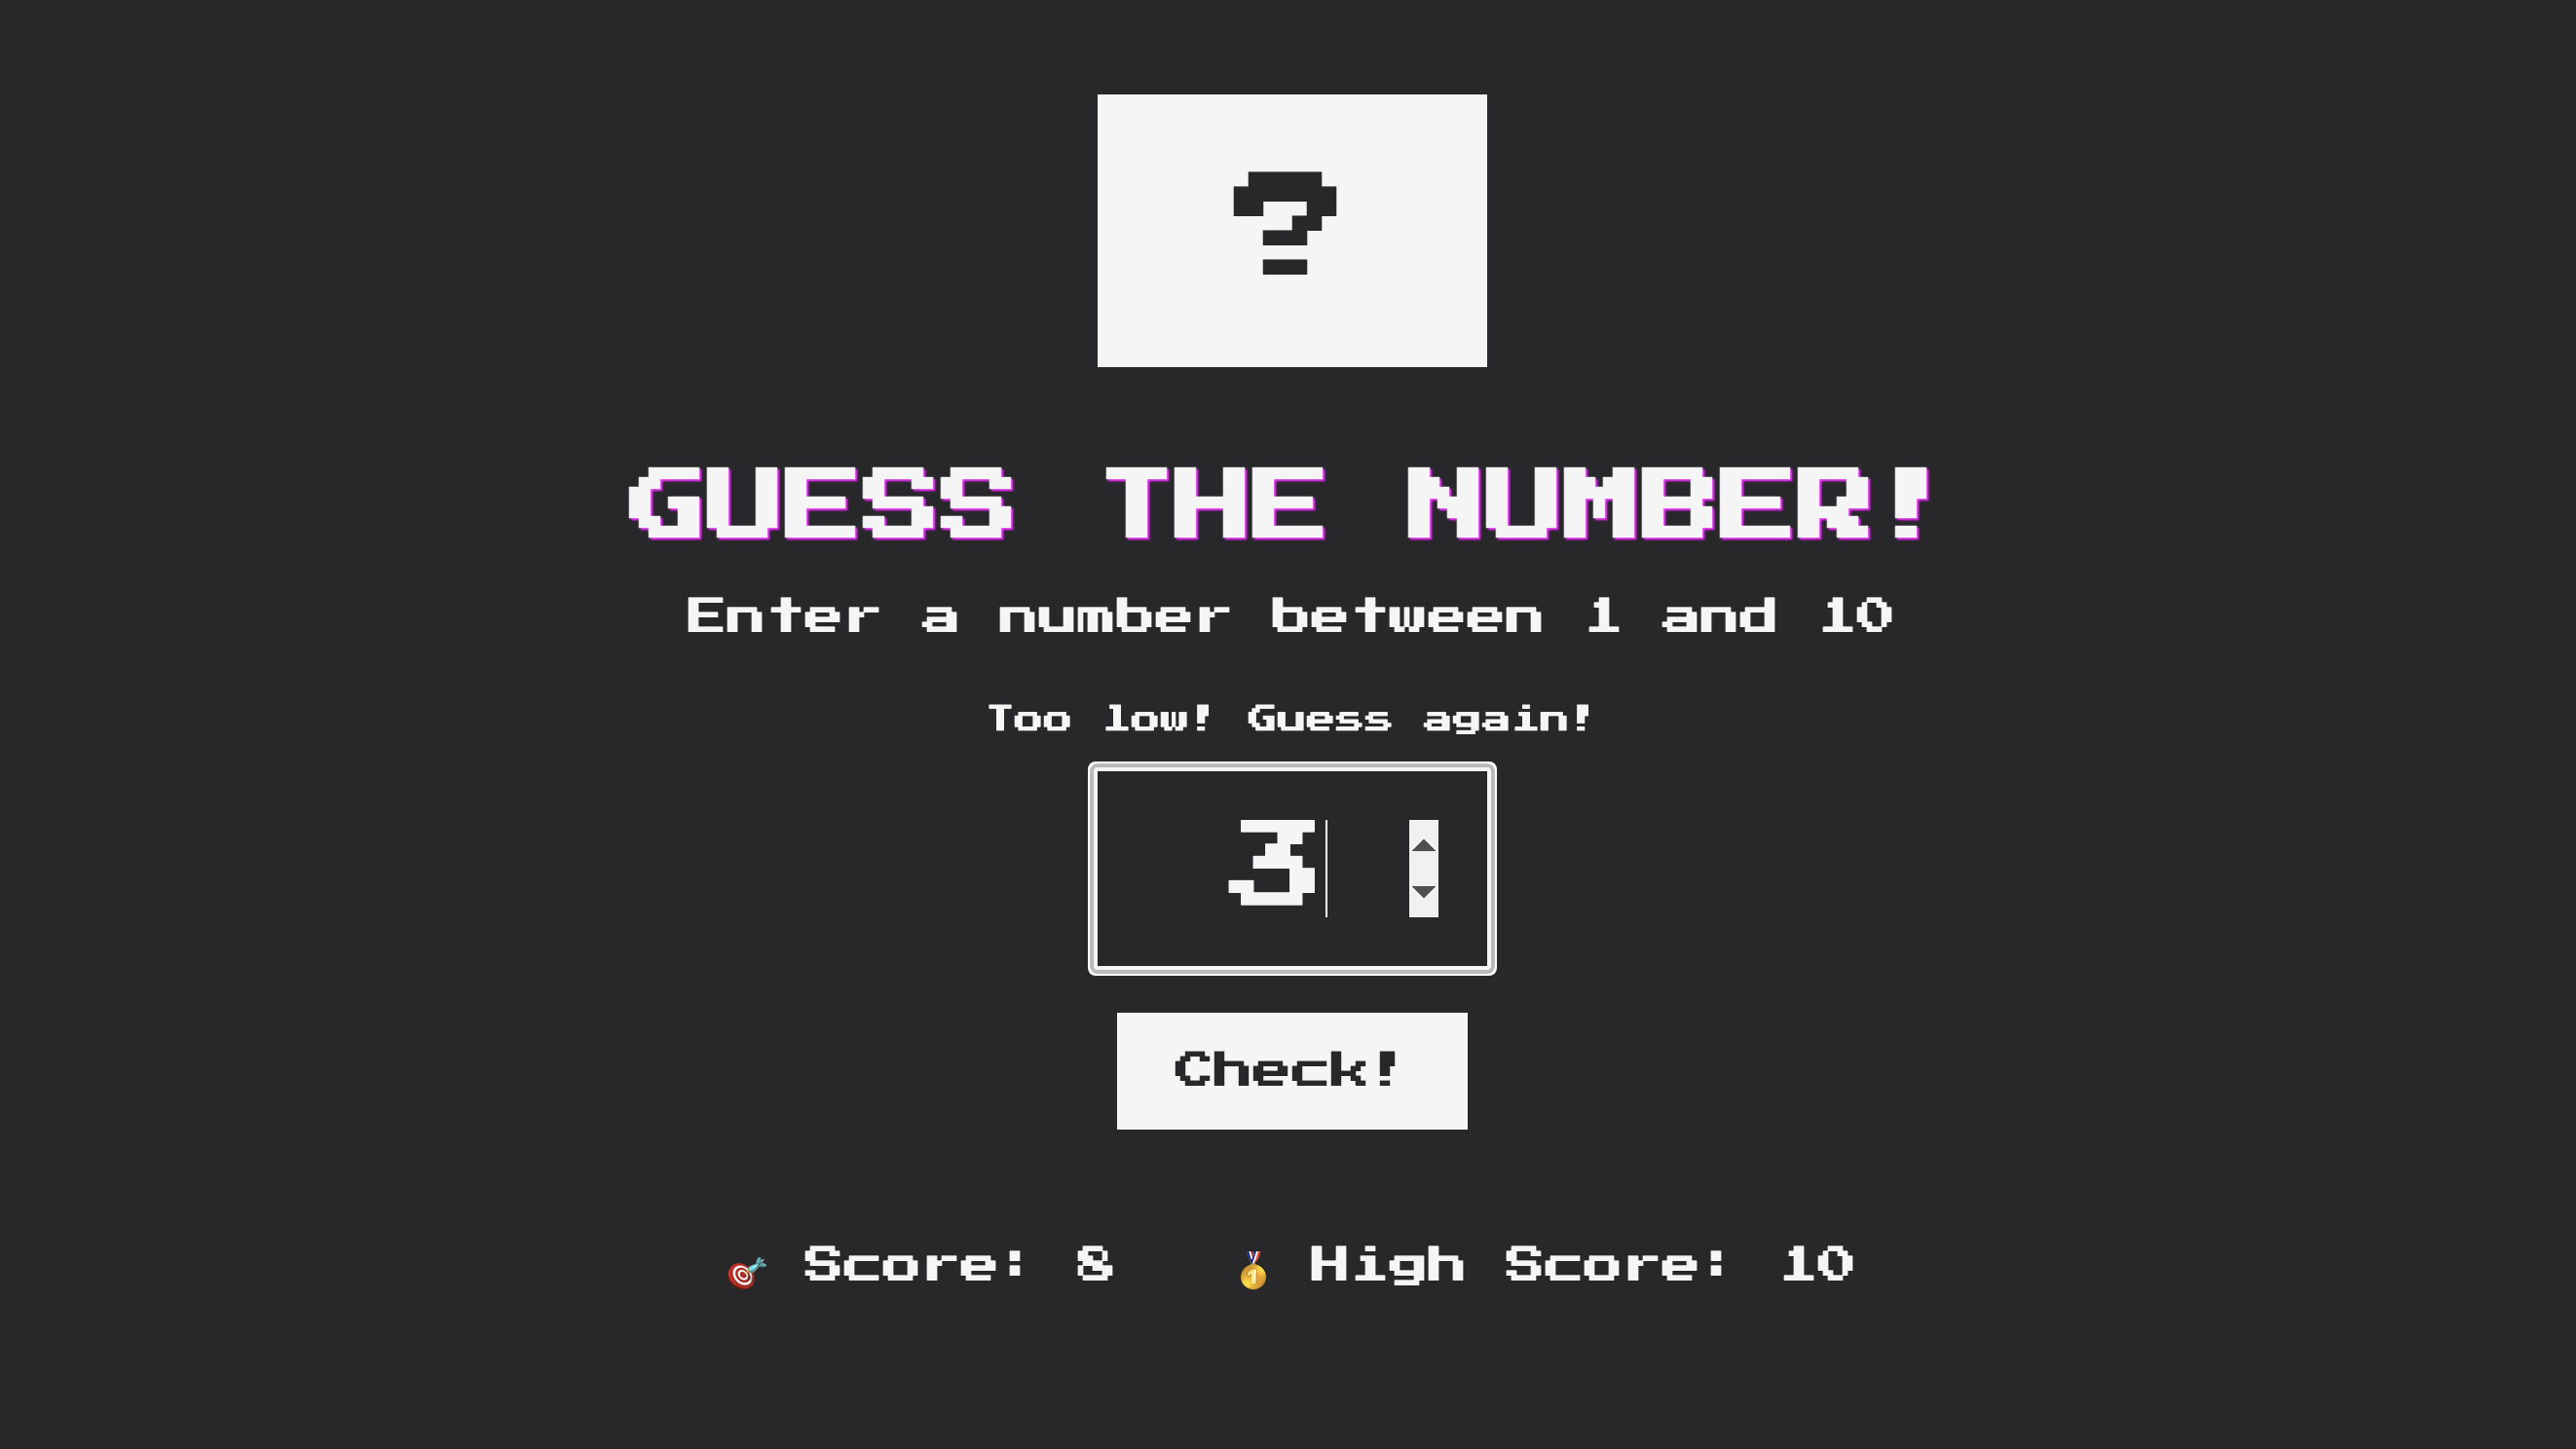 ?
GUESS THE NUMBER!
Enter a number between 1 and 10
Too low! Guess again!
3
Check!
🎯 Score: 8 🥇 High Score: 10